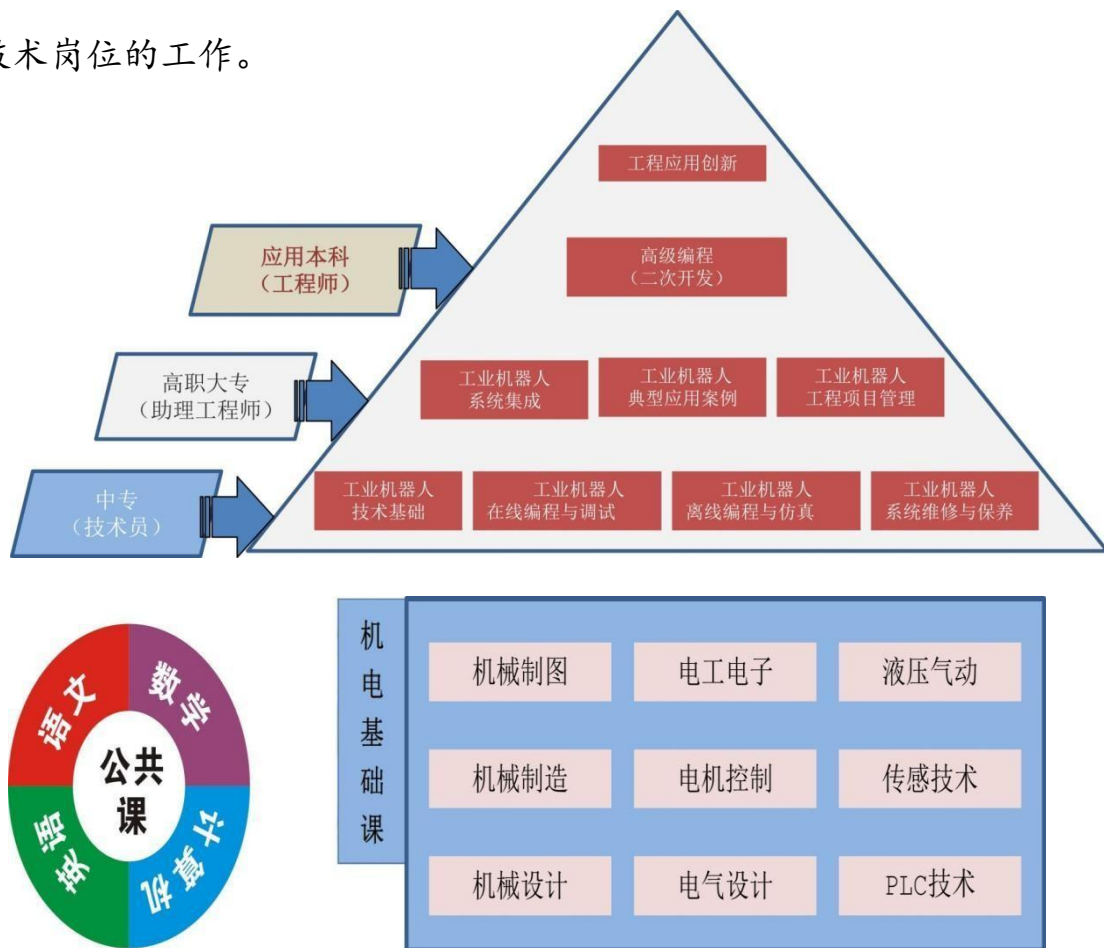 技术岗位的工作。
工程应用创新
应用本科
（工程师）
高级编程
（二次开发）
高职大专
（助理工程师）
工业机器人
系统集成
工业机器人
典型应用案例
工业机器人
工程项目管理
中专
（技术员）
工业机器人
技术基础
工业机器人
在线编程与调试
工业机器人
离线编程与仿真
工业机器人
系统维修与保养
语文
数学
公共
课
英语
计算机
机
电
基
础
课
机械制图
电工电子
液压气动
机械制造
电机控制
传感技术
机械设计
电气设计
PLC技术